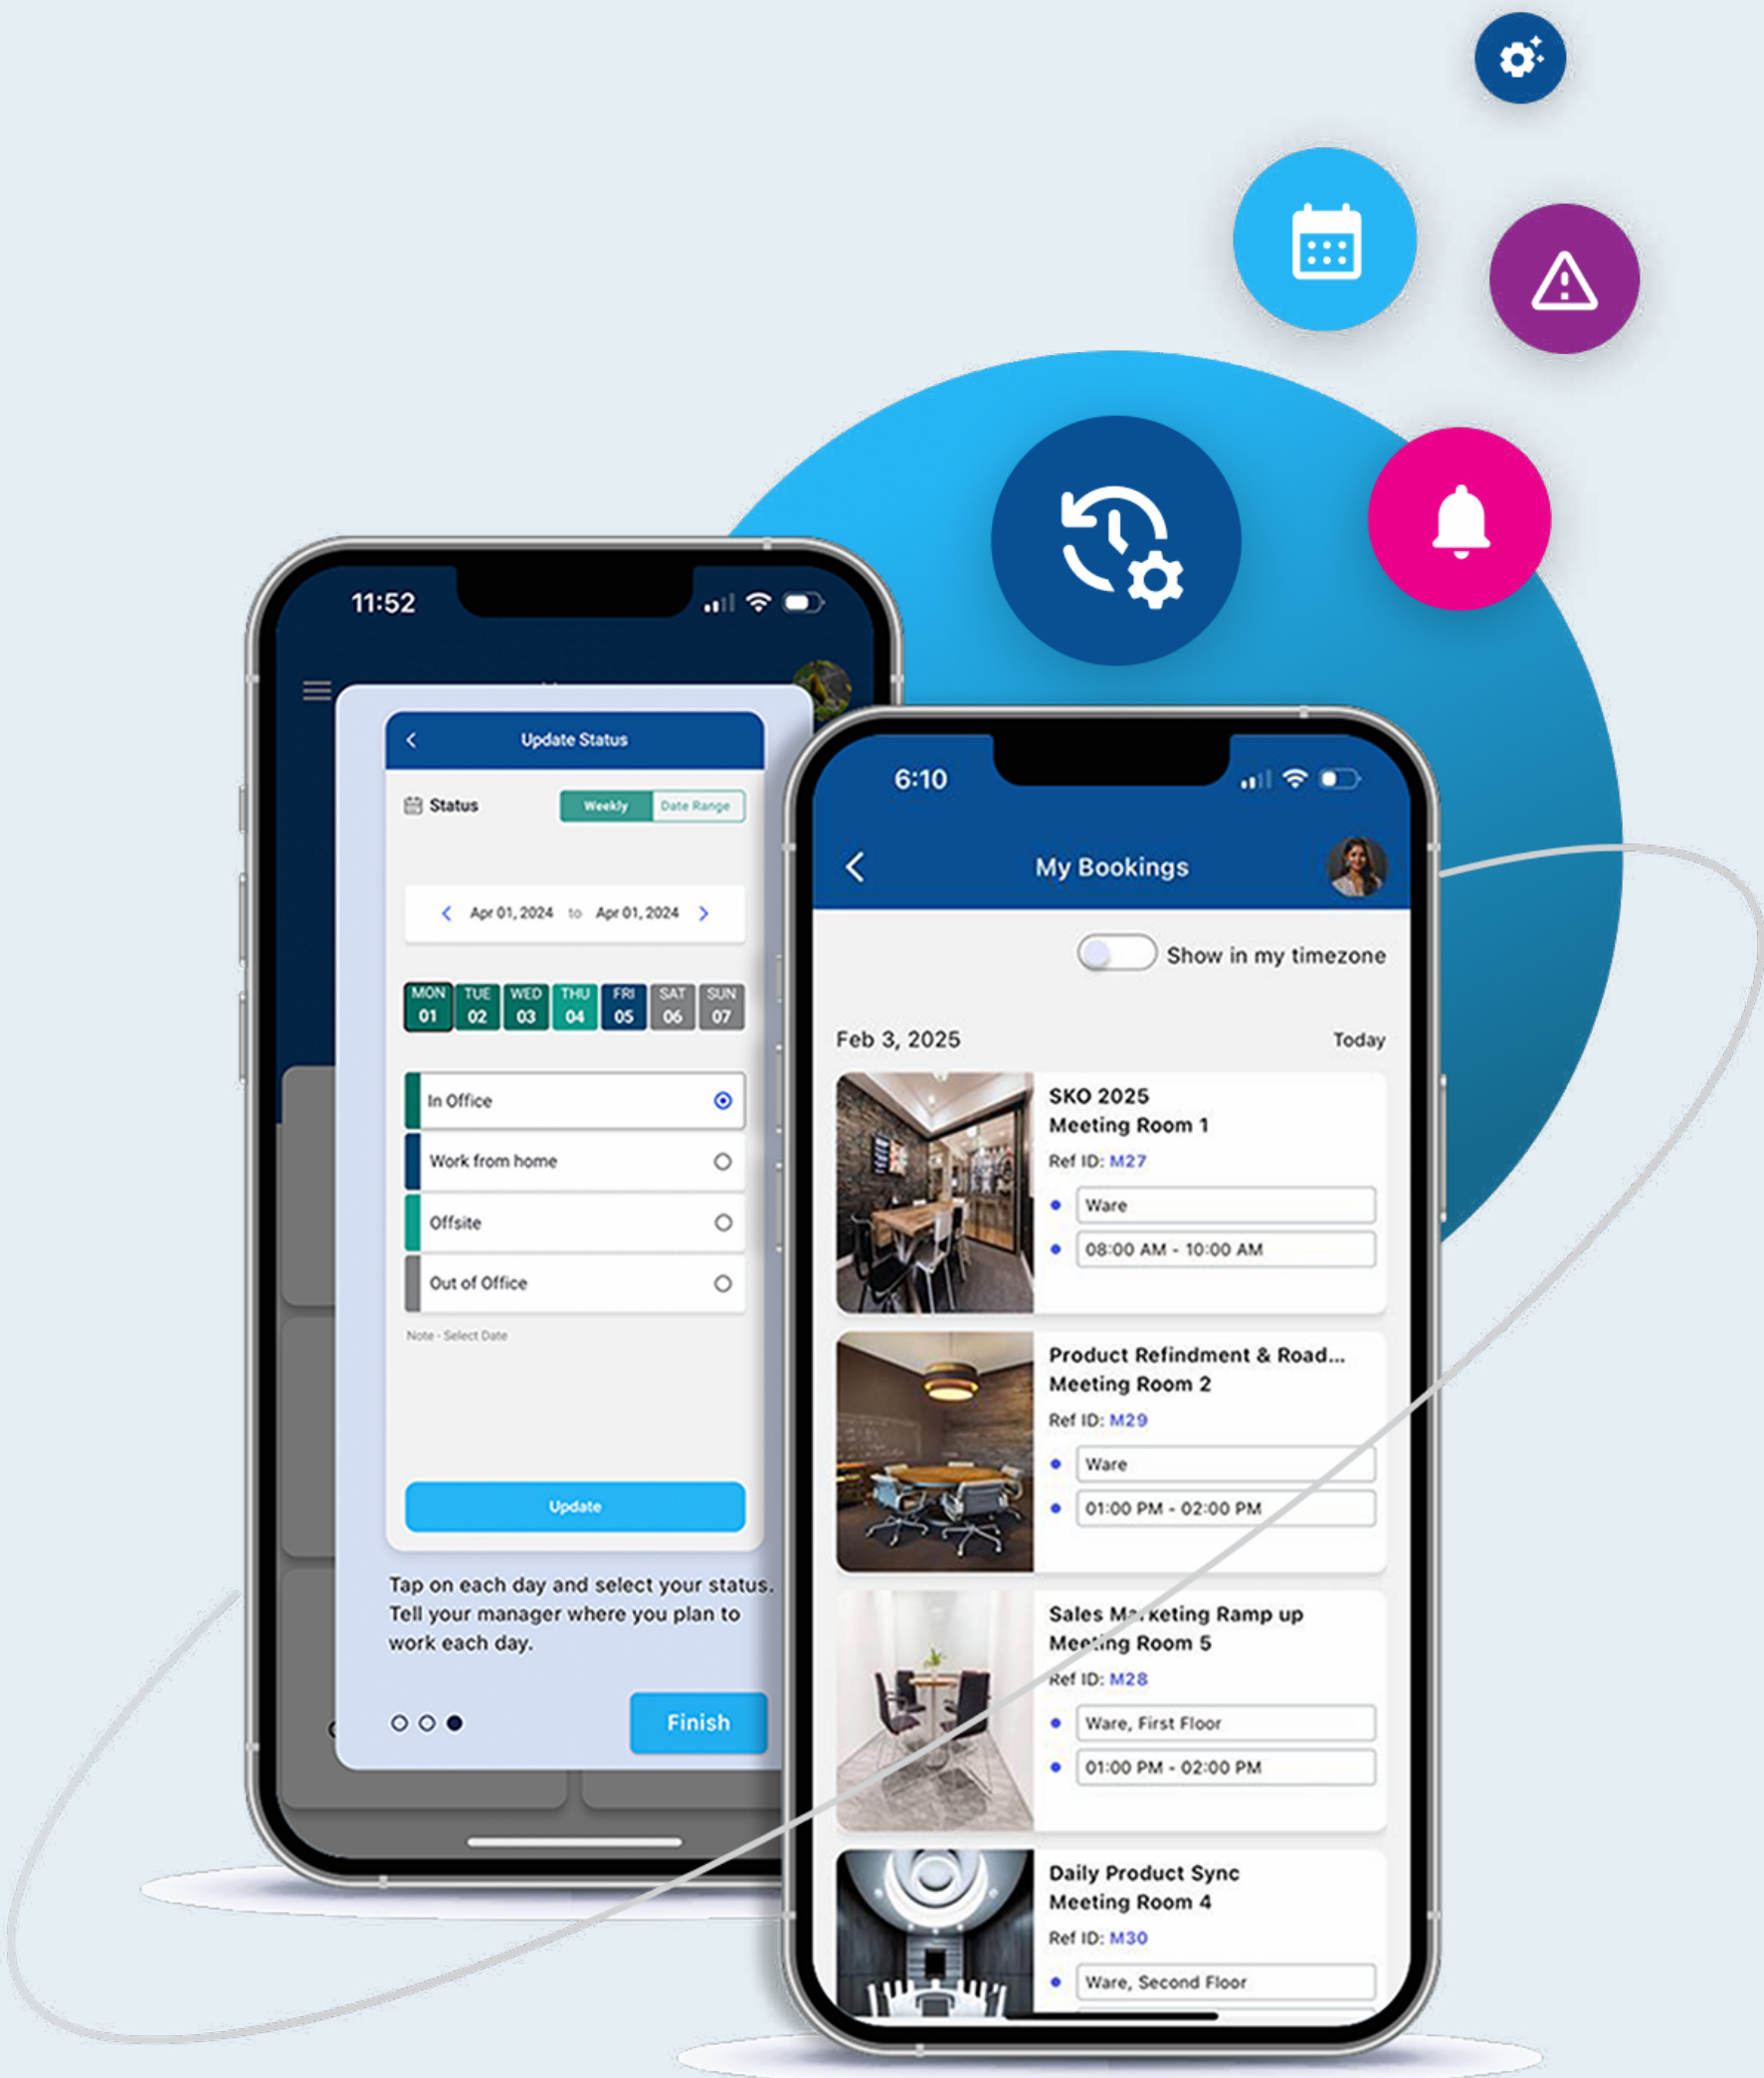 11:52
Update Status
Status
Weekly
Date Range
Apr 01, 2024 to Apr 01, 2024
MON TUE WED THU FRI SAT SUN
01 02 03 04 05 06 07
In Office
Work from home
Offsite
Out of Office
Note - Select Date
Update
Tap on each day and select your status.
Tell your manager where you plan to
work each day.
Finish
6:10
My Bookings
Show in my timezone
Feb 3, 2025
Today
SKO 2025
Meeting Room 1
Ref ID: M27
Ware
08:00 AM - 10:00 AM
Product Refindment & Road...
Meeting Room 2
Ref ID: M29
Ware
01:00 PM - 02:00 PM
Sales Marketing Ramp up
Meeting Room 5
Ref ID: M28
Ware, First Floor
01:00 PM - 02:00 PM
Daily Product Sync
Meeting Room 4
Ref ID: M30
Ware, Second Floor